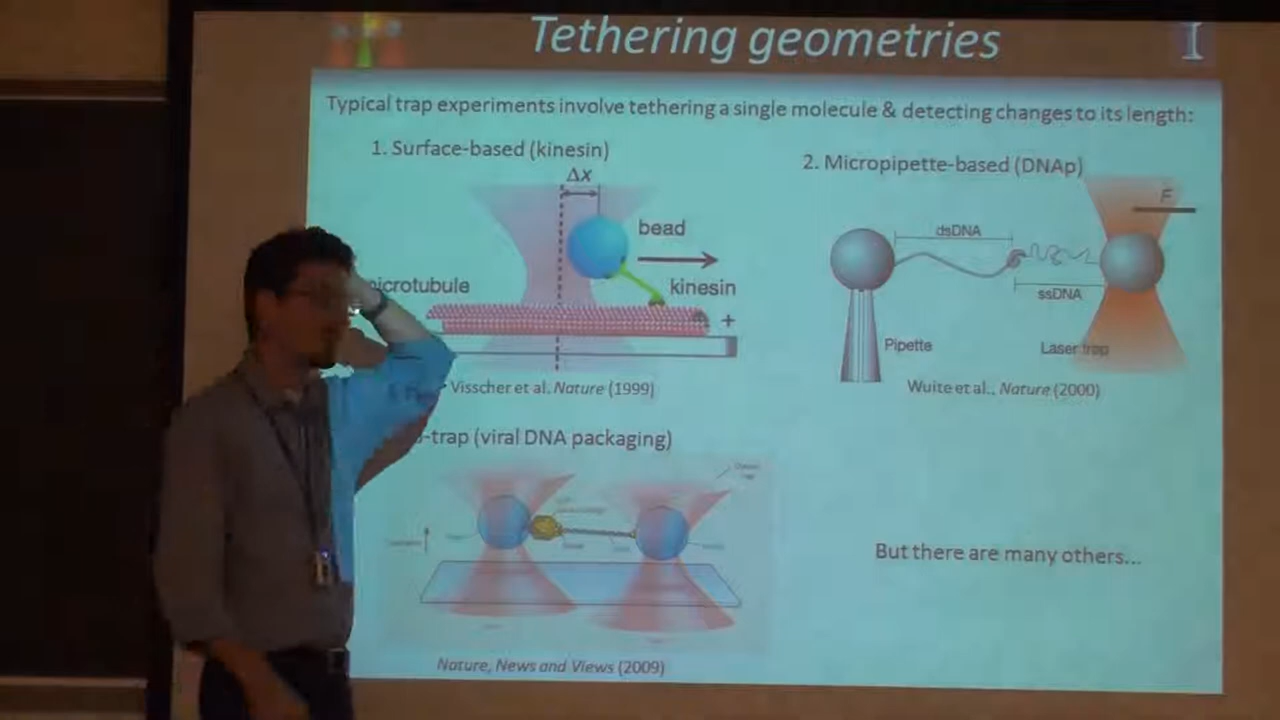 Tethering geometries
I
Typical trap experiments involve tethering a single molecule & detecting changes to its length:
1. Surface-based (kinesin)
Δx
bead
microtubule
kinesin
+
Visscher et al. Nature (1999)
2. Micropipette-based (DNAp)
F
dsDNA
ssDNA
Pipette
Laser trap
Wuite et al., Nature (2000)
-trap (viral DNA packaging)
Nature, News and Views (2009)
But there are many others...